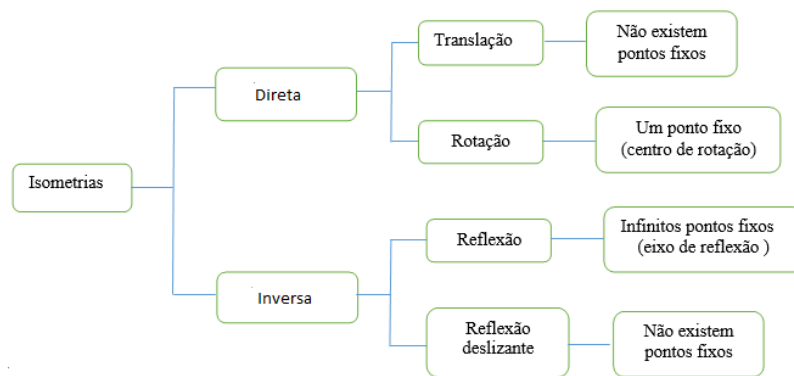 Isometrias
Direta
Translação
Não existem
pontos fixos
Rotação
Um ponto fixo
(centro de rotação)
Inversa
Reflexão
Infinitos pontos fixos
(eixo de reflexão )
Reflexão
deslizante
Não existem
pontos fixos